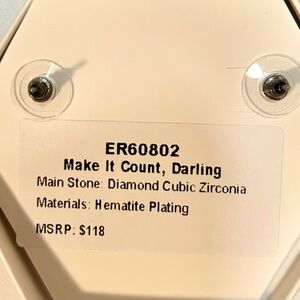 ER60802
Make It Count, Darling
Main Stone: Diamond Cubic Zirconia
Materials: Hematite Plating
MSRP: $118